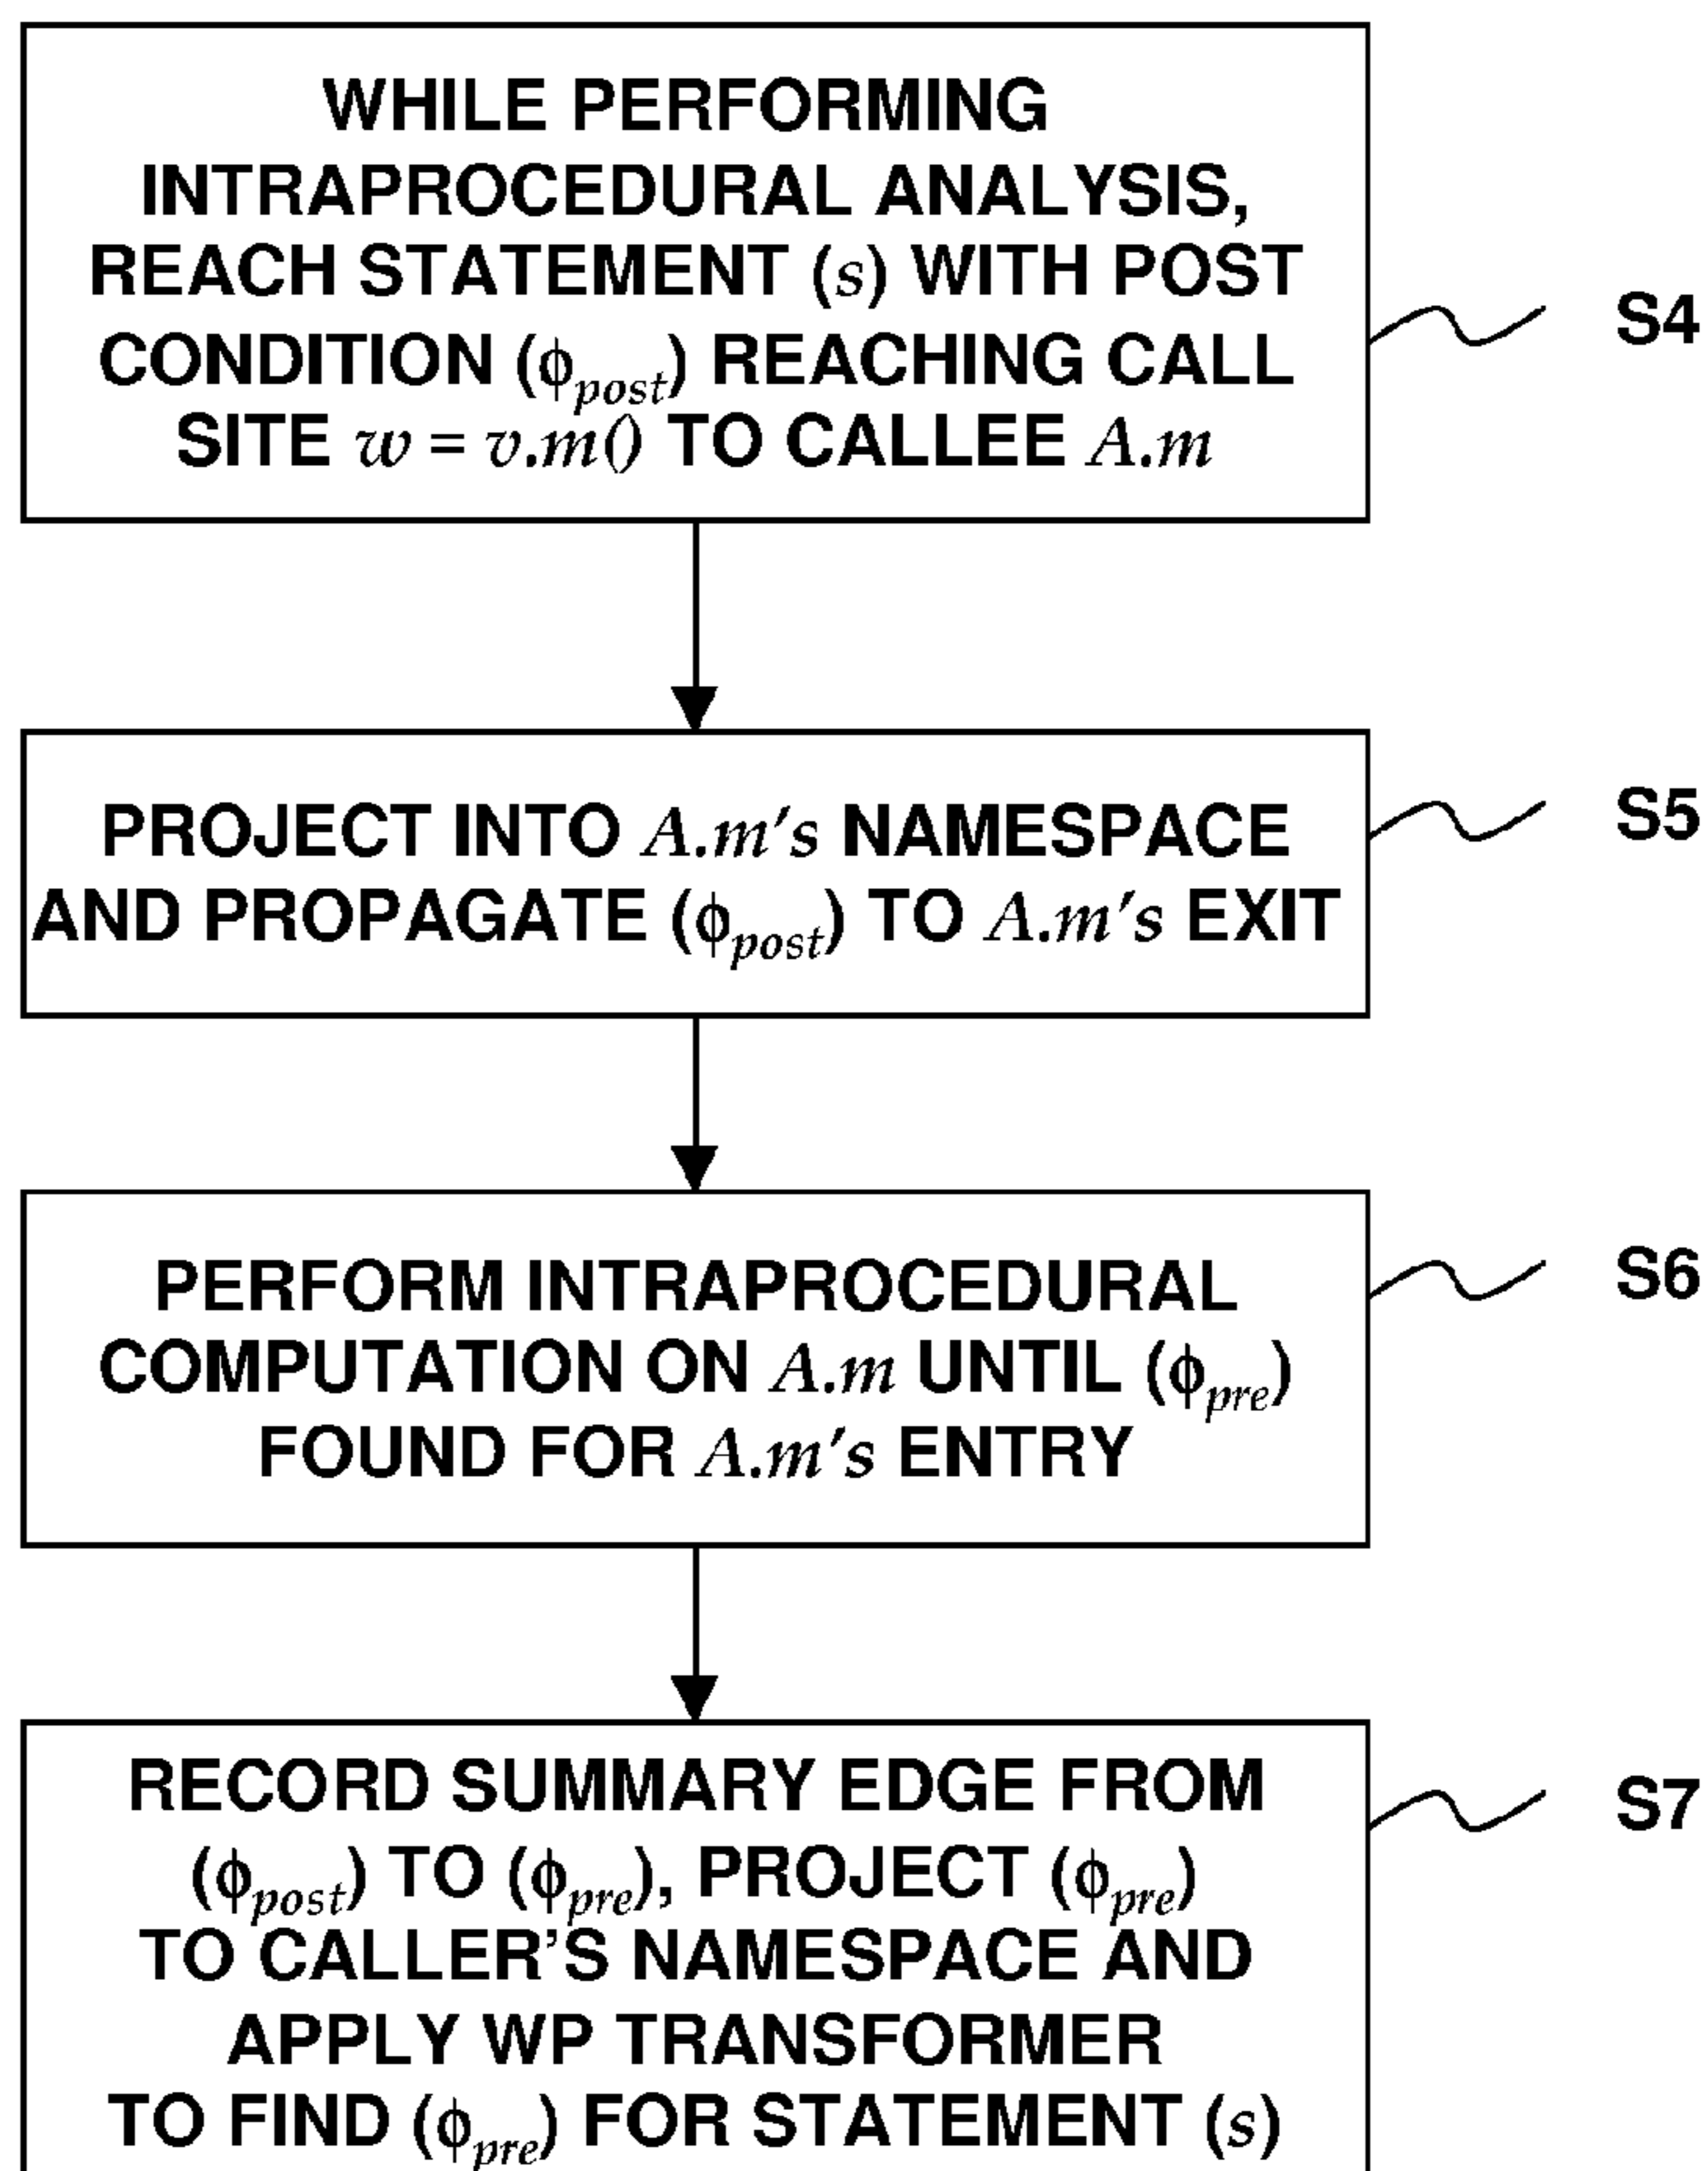 WHILE PERFORMING
INTRAPROCEDURAL ANALYSIS,
REACH STATEMENT (s) WITH POST
CONDITION (ϕpost) REACHING CALL
SITE w = v.m() TO CALLEE A.m
S4
PROJECT INTO A.m's NAMESPACE
AND PROPAGATE (ϕpost) TO A.m's EXIT
S5
PERFORM INTRAPROCEDURAL
COMPUTATION ON A.m UNTIL (ϕpre)
FOUND FOR A.m's ENTRY
S6
RECORD SUMMARY EDGE FROM
(ϕpost) TO (ϕpre), PROJECT (ϕpre)
TO CALLER'S NAMESPACE AND
APPLY WP TRANSFORMER
TO FIND (ϕpre) FOR STATEMENT (s)
S7